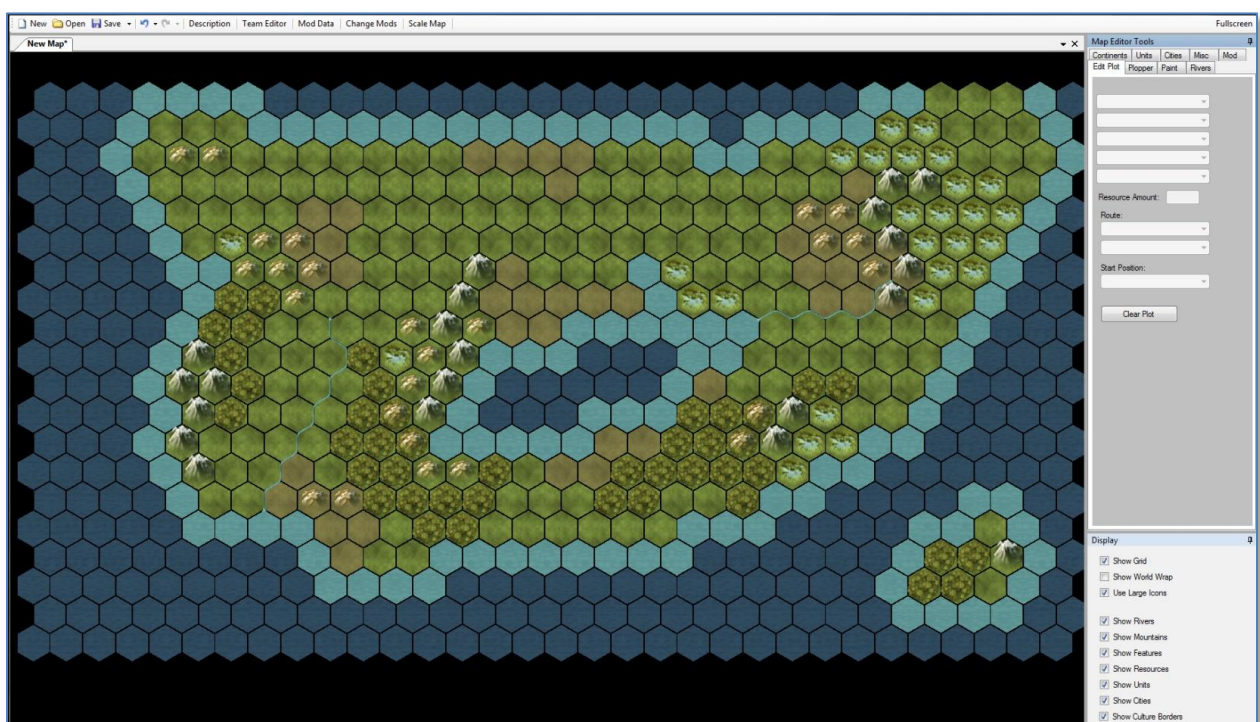 New Open Save Description Team Editor Mod Data Change Mods Scale Map Fullscreen
New Map*
Map Editor Tools
Continents Units Cities Misc Mod
Edit Plot Plopper Paint Rivers
Resource Amount:
Route:
Start Position:
Clear Plot
Display
Show Grid
Show World Wrap
Use Large Icons
Show Rivers
Show Mountains
Show Features
Show Resources
Show Units
Show Cities
Show Culture Borders